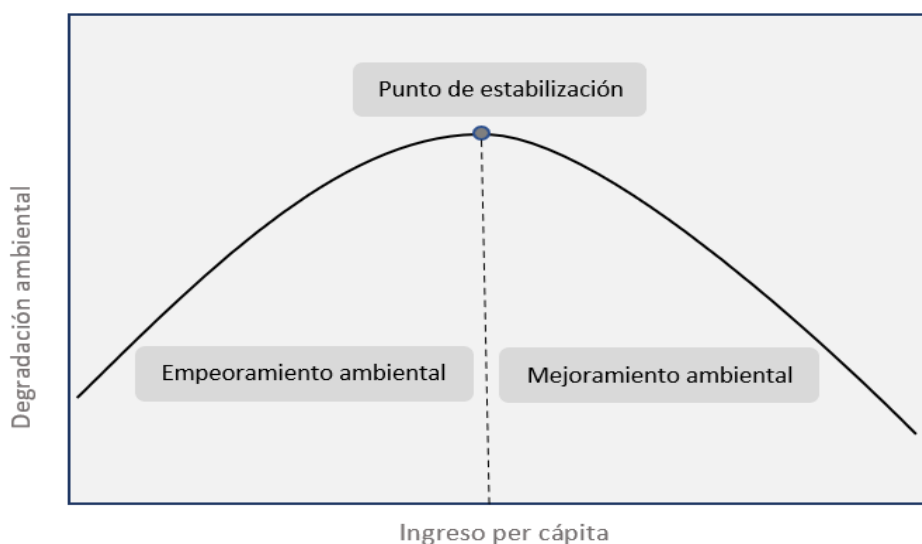 Punto de estabilización
Degradación ambiental
Empeoramiento ambiental
Mejoramiento ambiental
Ingreso per cápita